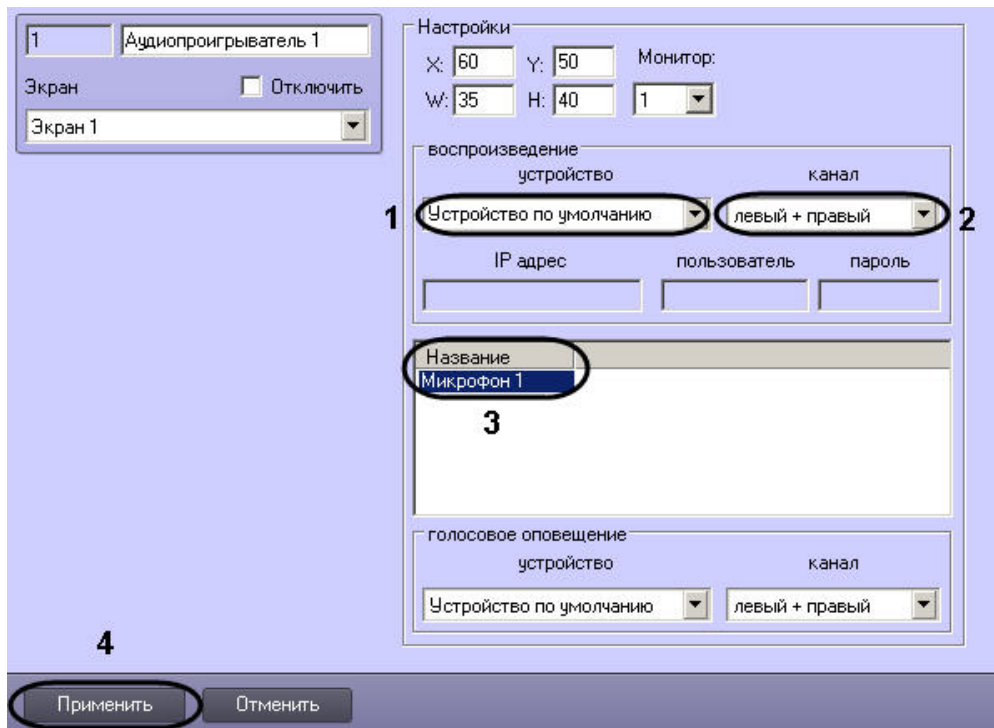 1 Аудиопроигрыватель 1
Экран Отключить
Экран 1
Настройки
X: 60 Y: 50 Монитор:
W: 35 H: 40 1
воспроизведение
устройство канал
1 Устройство по умолчанию левый + правый 2
IP адрес пользователь пароль
Название
Микрофон 1
3
голосовое оповещение
устройство канал
Устройство по умолчанию левый + правый
4
Применить Отменить